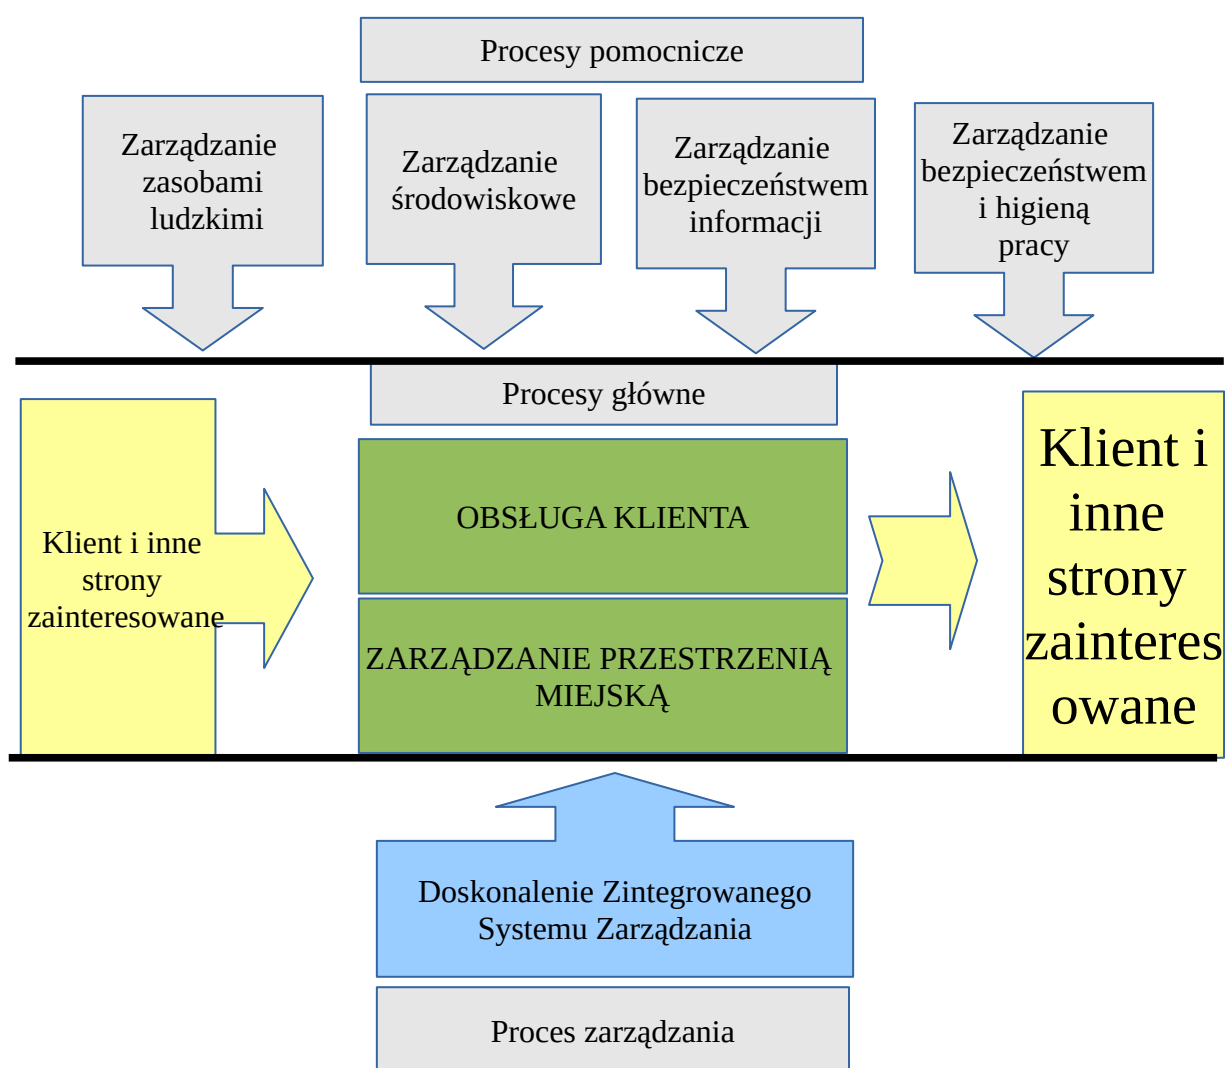 Procesy pomocnicze
Zarządzanie
zasobami
ludzkimi
Zarządzanie
środowiskowe
Zarządzanie
bezpieczeństwem
informacji
Zarządzanie
bezpieczeństwem
i higieną
pracy
Procesy główne
Klient i inne
strony
zainteresowane
OBSŁUGA KLIENTA
ZARZĄDZANIE PRZESTRZENIĄ
MIEJSKĄ
Klient i
inne
strony
zainteres
owane
Doskonalenie Zintegrowanego
Systemu Zarządzania
Proces zarządzania